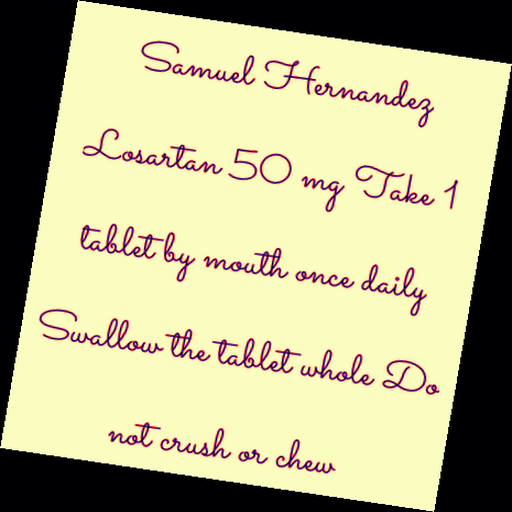 Samuel Hernandez
Losartan 50 mg Take 1
tablet by mouth once daily
Swallow the tablet whole Do
not crush or chew